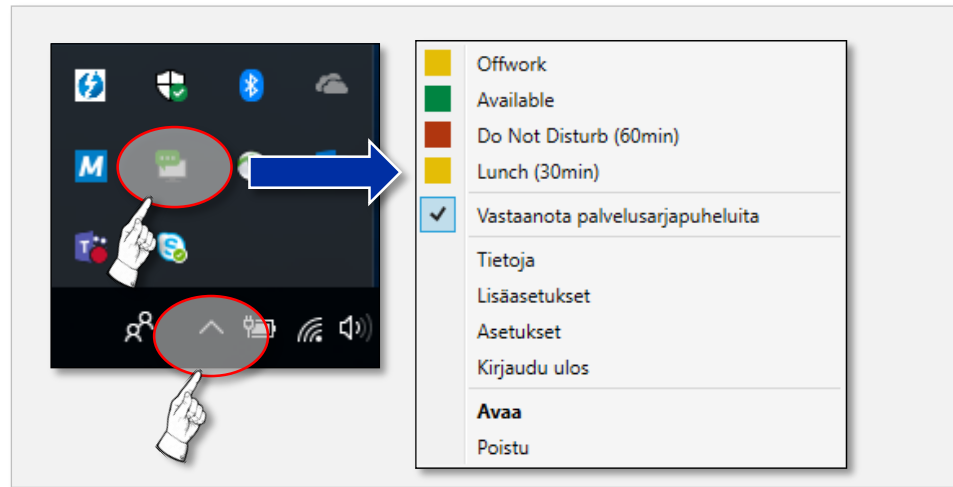 Offwork
Available
Do Not Disturb (60min)
Lunch (30min)
Vastaanota palvelusarjapuheluita
Tietoja
Lisäasetukset
Asetukset
Kirjaudu ulos
Avaa
Poistu
M
T
S